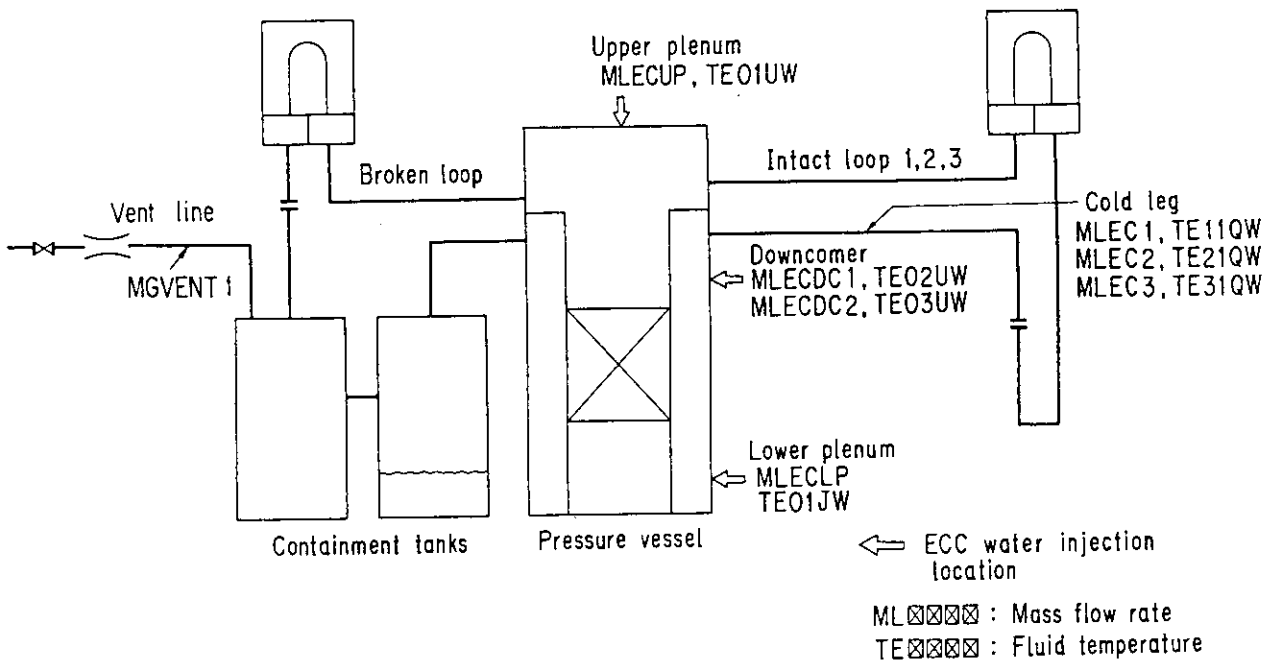 Upper plenum
MLECUP, TE01UW
Broken loop
Intact loop 1,2,3
Vent line
MGVENT 1
Cold leg
MLEC1, TE11QW
MLEC2, TE21QW
MLEC3, TE31QW
Downcomer
MLECDC1, TE02UW
MLECDC2, TE03UW
Lower plenum
MLECLP
TE01JW
Containment tanks
Pressure vessel
ECC water injection
location
ML☒☒☒☒ : Mass flow rate
TE☒☒☒☒ : Fluid temperature